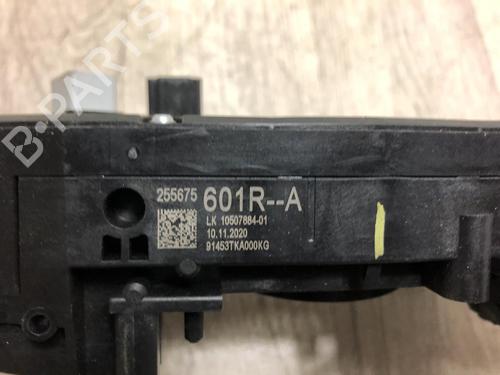 B-PARTS
255675 601R--A
LK 10507884-01
10.11.2020
91453TKA000KG